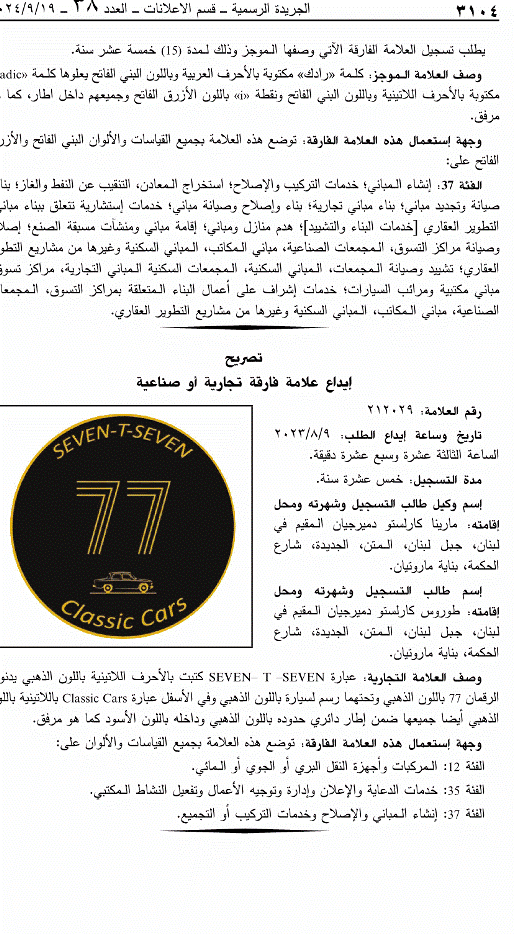 ٣١٠٤ الجريدة الرسمية ـ قسم الاعلانات ـ العدد ٣٨ ـ ٢٠٢٤/٩/١٩
يطلب تسجيل العلامة الفارقة الآتي وصفها الموجز وذلك لمدة (15) خمسة عشر سنة.
وصف العلامة الموجز: كلمة «رادك» مكتوبة بالأحرف العربية وباللون البني الفاتح يعلوها كلمة «adic
مكتوبة بالأحرف اللاتينية وباللون البني الفاتح ونقطة «i» باللون الأزرق الفاتح وجميعهم داخل اطار، كما
مرفق.
وجهة إستعمال هذه العلامة الفارقة: توضع هذه العلامة بجميع القياسات والألوان البني الفاتح والأزر
الفاتح على:
الفئة 37: إنشاء المباني؛ خدمات التركيب والإصلاح؛ استخراج المعادن، التنقيب عن النفط والغاز؛ بنا
صيانة وتجديد مباني؛ بناء مباني تجارية؛ بناء وإصلاح وصيانة مباني؛ خدمات إستشارية تتعلق ببناء مباني
التطوير العقاري [خدمات البناء والتشييد]؛ هدم منازل ومباني؛ إقامة مباني ومنشآت مسبقة الصنع؛ إصلا
وصيانة مراكز التسوق، المجمعات الصناعية، مباني المكاتب، المباني السكنية وغيرها من مشاريع التطو
العقاري؛ تشييد وصيانة المجمعات، المباني السكنية، المجمعات السكنية المباني التجارية، مراكز تسوق
مباني مكتبية ومرائب السيارات؛ خدمات إشراف على أعمال البناء المتعلقة بمراكز التسوق، المجمعا
الصناعية، مباني المكاتب، المباني السكنية وغيرها من مشاريع التطوير العقاري.
تصريح
إيداع علامة فارقة تجارية أو صناعية
رقم العلامة: ٢١٢٠٢٩
تاريخ وساعة إيداع الطلب: ٢٠٢٣/٨/٩
الساعة الثالثة عشرة وسبع عشرة دقيقة.
مدة التسجيل: خمس عشرة سنة.
إسم وكيل طالب التسجيل وشهرته ومحل
إقامته: مارينا كارلستو دميرجيان المقيم في
لبنان، جبل لبنان، المتن، الجديدة، شارع
الحكمة، بناية مارونيان.
إسم طالب التسجيل وشهرته ومحل
إقامته: طوروس كارلستو دميرجيان المقيم في
لبنان، جبل لبنان، المتن، الجديدة، شارع
الحكمة، بناية مارونيان.
SEVEN-T-SEVEN
77
Classic Cars
وصف العلامة التجارية: عبارة SEVEN– T –SEVEN كتبت بالأحرف اللاتينية باللون الذهبي يدنو
الرقمان 77 باللون الذهبي وتحتهما رسم لسيارة باللون الذهبي وفي الأسفل عبارة Classic Cars باللاتينية باللو
الذهبي أيضا جميعها ضمن إطار دائري حدوده باللون الذهبي وداخله باللون الأسود كما هو مرفق.
وجهة إستعمال هذه العلامة الفارقة: توضع هذه العلامة بجميع القياسات والألوان على:
الفئة 12: المركبات وأجهزة النقل البري أو الجوي أو المائي.
الفئة 35: خدمات الدعاية والإعلان وإدارة وتوجيه الأعمال وتفعيل النشاط المكتبي.
الفئة 37: إنشاء المباني والإصلاح وخدمات التركيب أو التجميع.